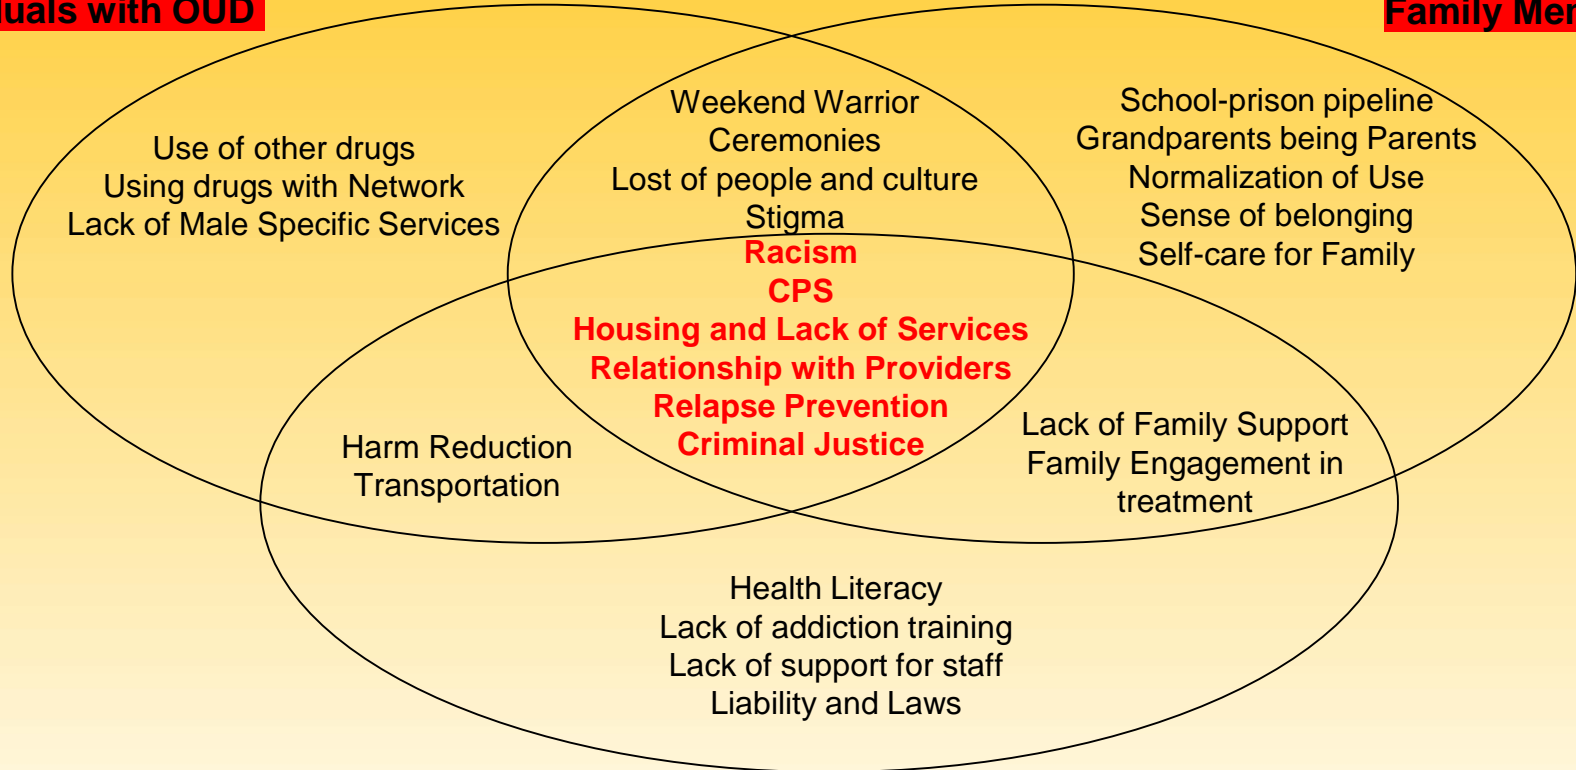 duals with OUD
Family Mem
Use of other drugs
Using drugs with Network
Lack of Male Specific Services
Weekend Warrior
Ceremonies
Lost of people and culture
Stigma
School-prison pipeline
Grandparents being Parents
Normalization of Use
Sense of belonging
Self-care for Family
Racism
CPS
Housing and Lack of Services
Relationship with Providers
Relapse Prevention
Criminal Justice
Harm Reduction
Transportation
Lack of Family Support
Family Engagement in
treatment
Health Literacy
Lack of addiction training
Lack of support for staff
Liability and Laws